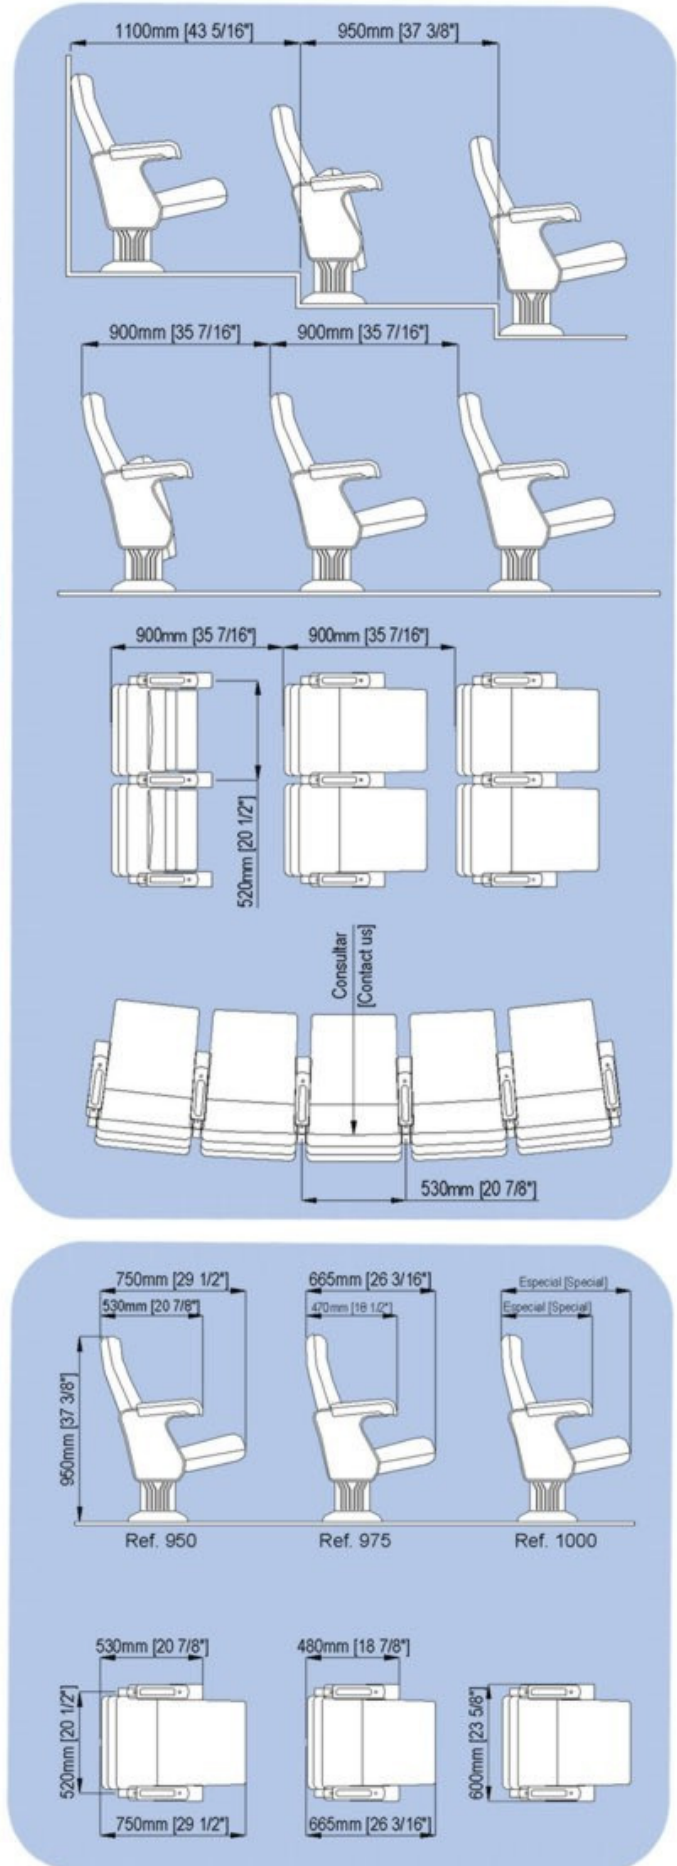 1100mm [43 5/16"]
950mm [37 3/8"]
900mm [35 7/16"]
900mm [35 7/16"]
900mm [35 7/16"]
900mm [35 7/16"]
520mm [20 1/2"]
Consultar
[Contact us]
530mm [20 7/8"]
750mm [29 1/2"]
665mm [26 3/16"]
Especial [Special]
530mm [20 7/8"]
470mm [18 1/2"]
Especial [Special]
950mm [37 3/8"]
Ref. 950
Ref. 975
Ref. 1000
530mm [20 7/8"]
480mm [18 7/8"]
520mm [20 1/2"]
600mm [23 5/8"]
750mm [29 1/2"]
665mm [26 3/16"]